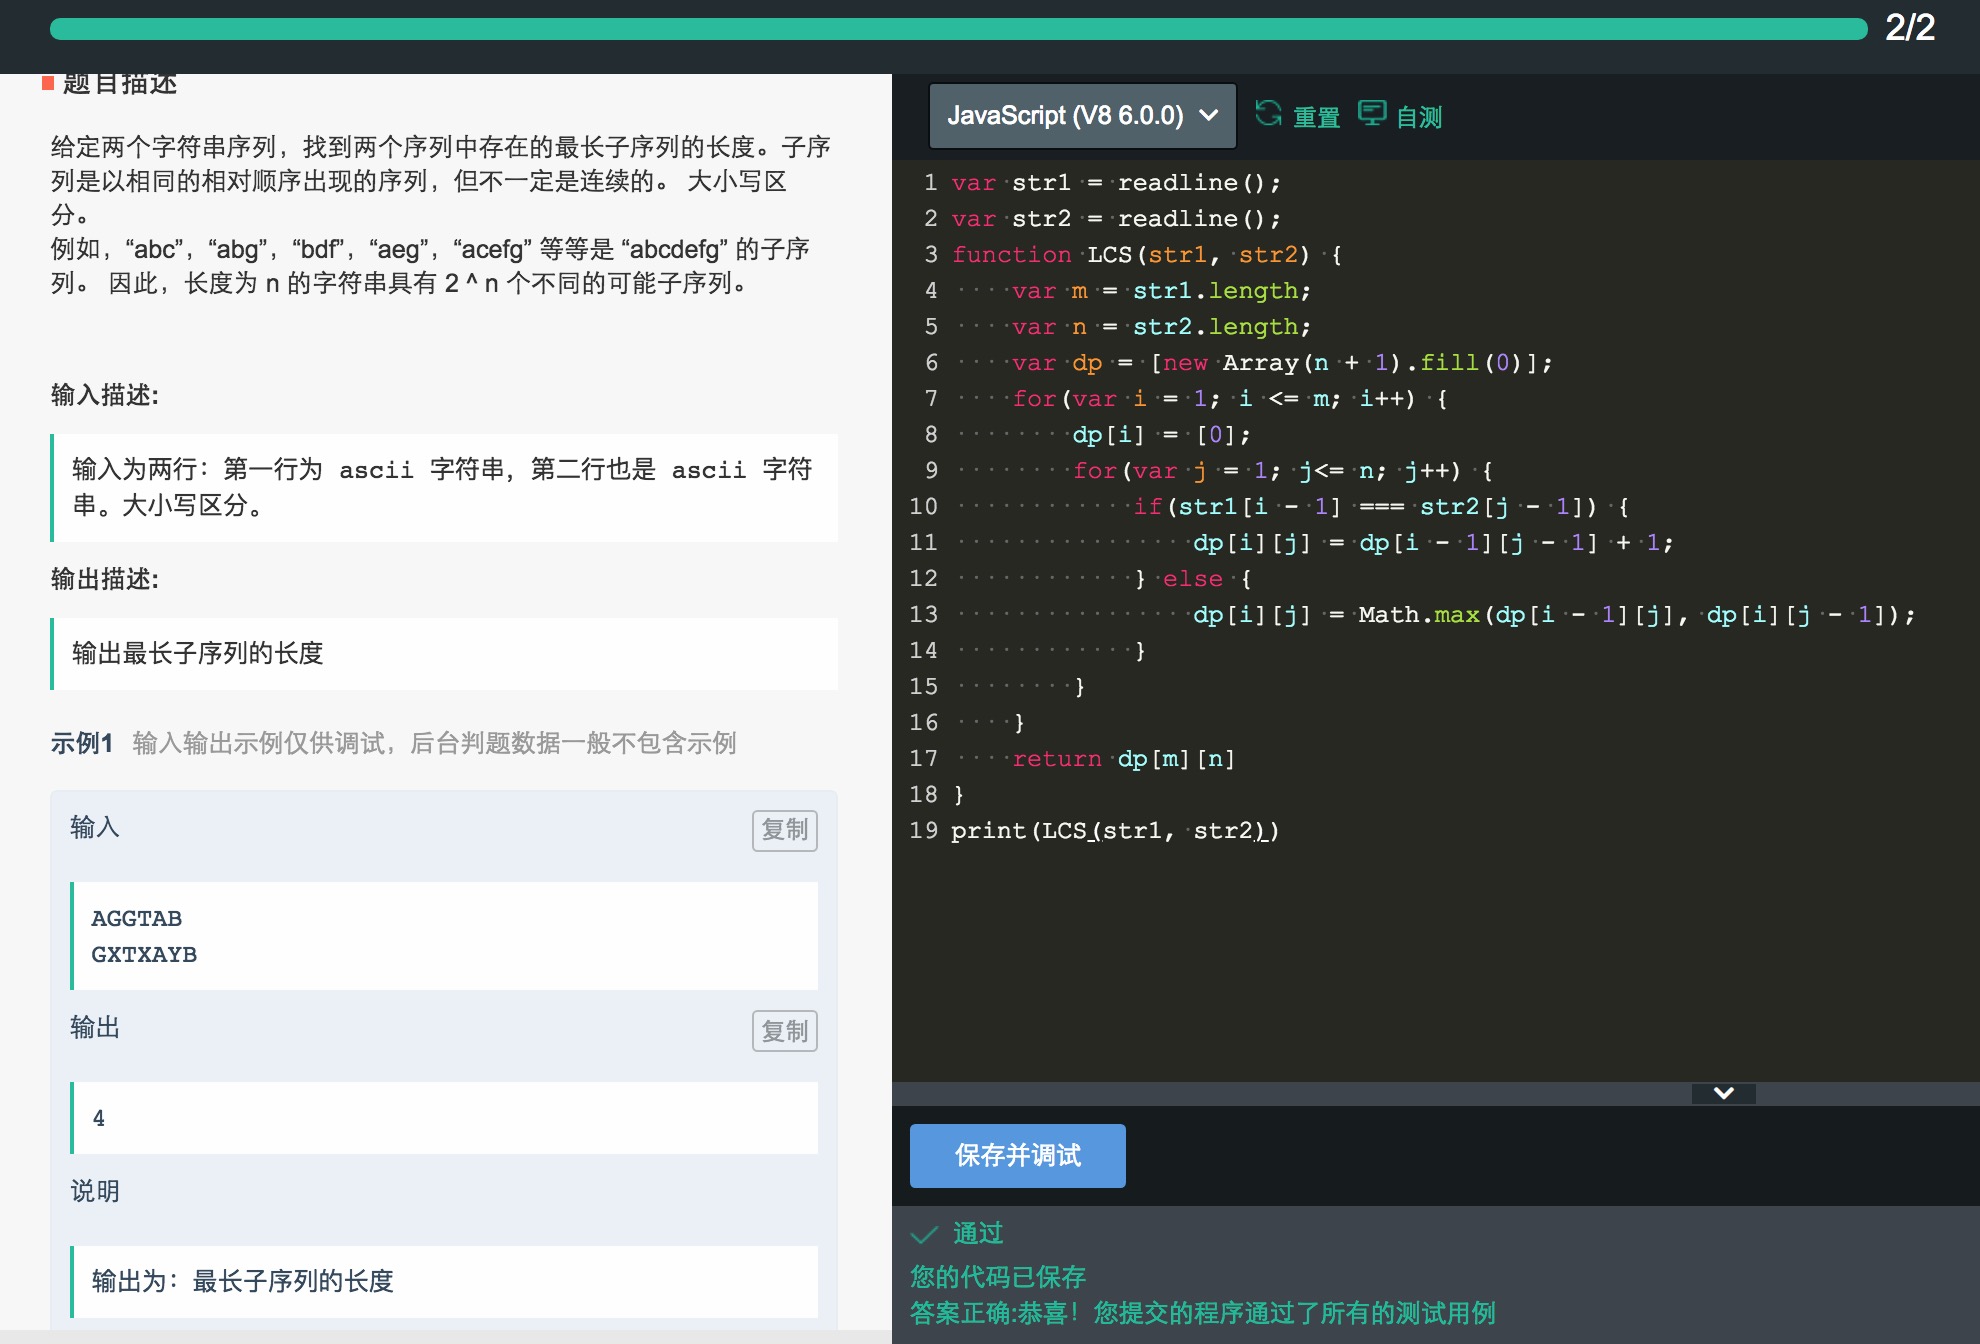 2/2
题目描述
给定两个字符串序列，找到两个序列中存在的最长子序列的长度。子序
列是以相同的相对顺序出现的序列，但不一定是连续的。 大小写区
分。
例如，“abc”，“abg”，“bdf”，“aeg”，“acefg” 等等是 “abcdefg” 的子序
列。 因此，长度为 n 的字符串具有 2 ^ n 个不同的可能子序列。
输入描述:
输入为两行：第一行为 ascii 字符串，第二行也是 ascii 字符
串。大小写区分。
输出描述:
输出最长子序列的长度
示例1 输入输出示例仅供调试，后台判题数据一般不包含示例
输入
复制
AGGTAB
GXTXAYB
输出
复制
4
说明
输出为：最长子序列的长度
JavaScript (V8 6.0.0) 重置 自测
1 var str1 = readline();
2 var str2 = readline();
3 function LCS(str1, str2) {
4     var m = str1.length;
5     var n = str2.length;
6     var dp = [new Array(n + 1).fill(0)];
7     for(var i = 1; i <= m; i++) {
8         dp[i] = [0];
9         for(var j = 1; j<= n; j++) {
10             if(str1[i - 1] === str2[j - 1]) {
11                 dp[i][j] = dp[i - 1][j - 1] + 1;
12             } else {
13                 dp[i][j] = Math.max(dp[i - 1][j], dp[i][j - 1]);
14             }
15         }
16     }
17     return dp[m][n]
18 }
19 print(LCS(str1, str2))
保存并调试
通过
您的代码已保存
答案正确:恭喜！您提交的程序通过了所有的测试用例